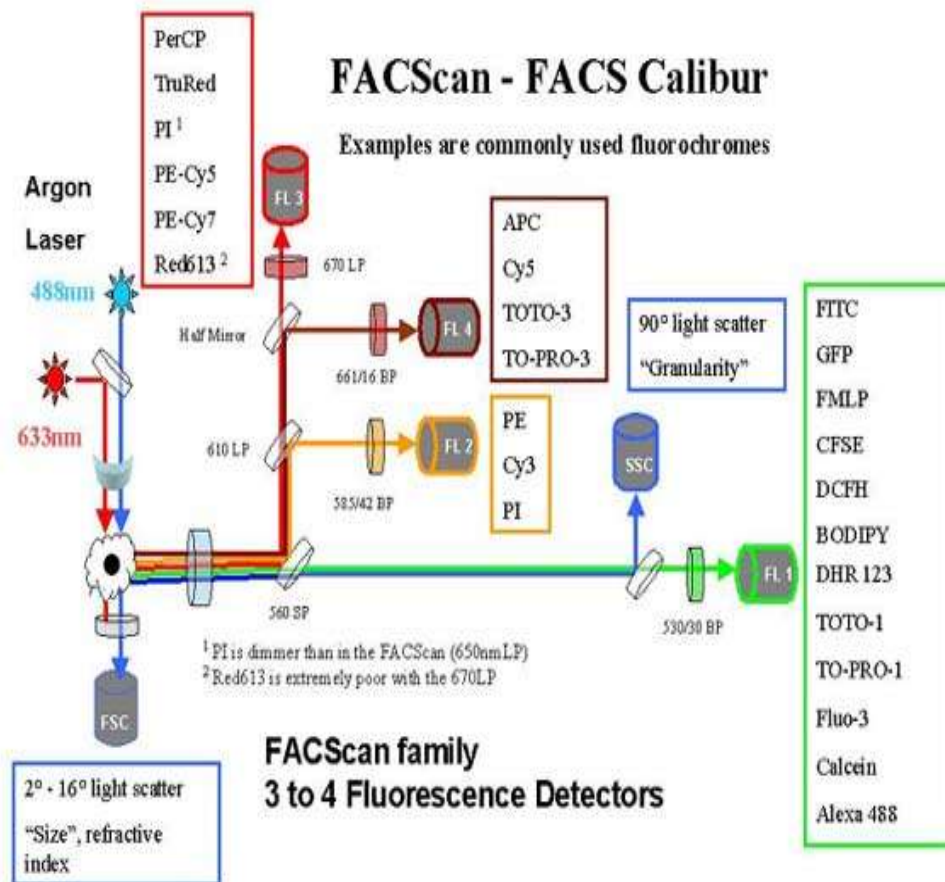 FACScan - FACS Calibur
Examples are commonly used fluorochromes
PerCP
TruRed
PI ¹
PE-Cy5
PE-Cy7
Red613 ²
Argon
Laser
488nm
633nm
FL 3
670 LP
Half Mirror
661/16 BP
FL 4
APC
Cy5
TOTO-3
TO-PRO-3
610 LP
585/42 BP
FL 2
PE
Cy3
PI
90° light scatter
“Granularity”
SSC
560 SP
530/30 BP
FL 1
FITC
GFP
FMLP
CFSE
DCFH
BODIPY
DHR 123
TOTO-1
TO-PRO-1
Fluo-3
Calcein
Alexa 488
¹ PI is dimmer than in the FACScan (650nmLP)
² Red613 is extremely poor with the 670LP
FSC
2° - 16° light scatter
“Size”, refractive
index
FACScan family
3 to 4 Fluorescence Detectors